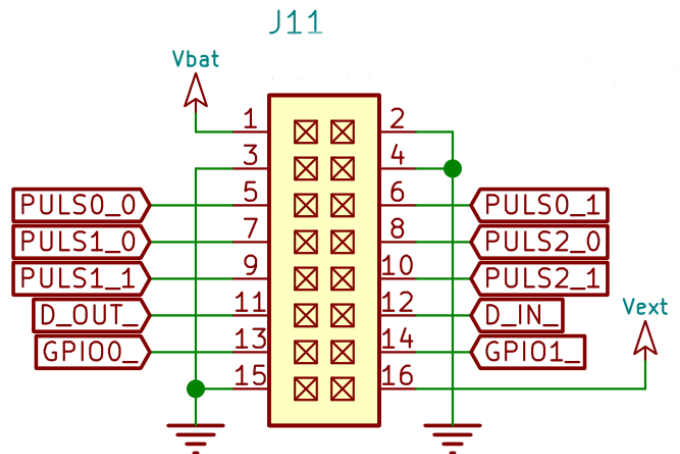 J11
Vbat
1 2
3 4
PULS0_0 5 6 PULS0_1
PULS1_0 7 8 PULS2_0
PULS1_1 9 10 PULS2_1
D_OUT_ 11 12 D_IN_
Vext
GPIO0_ 13 14 GPIO1_
15 16